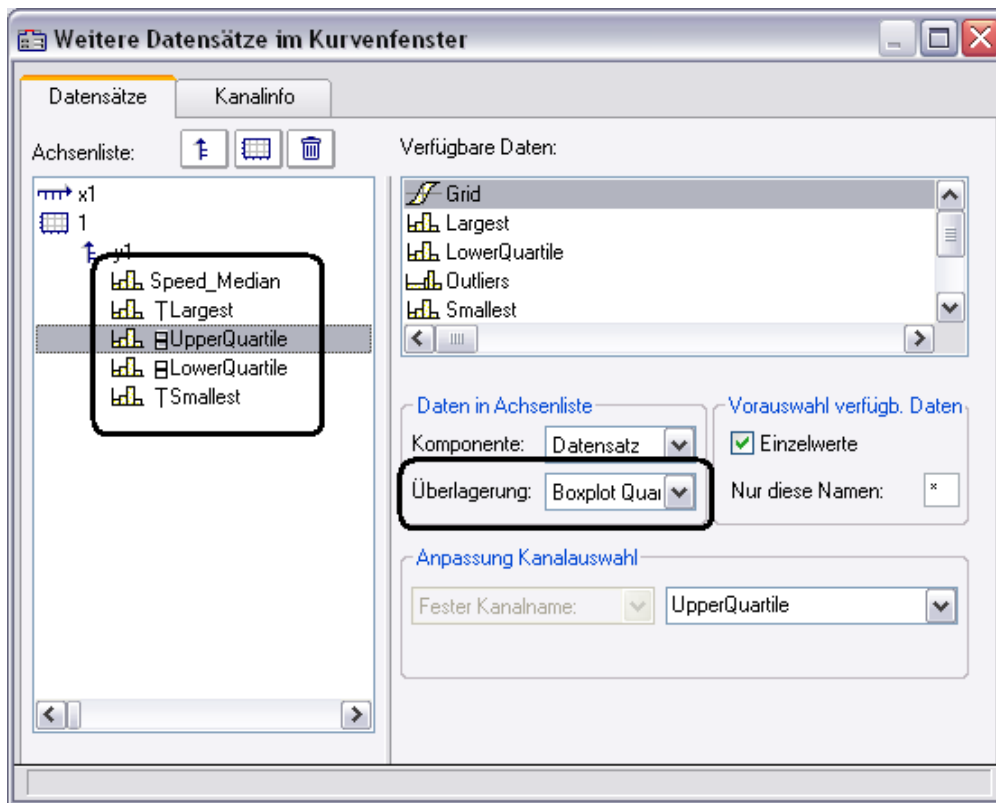 Weitere Datensätze im Kurvenfenster
Datensätze
Kanalinfo
Achsenliste:
x1
1
y1
Speed_Median
Largest
UpperQuartile
LowerQuartile
Smallest
Verfügbare Daten:
Grid
Largest
LowerQuartile
Outliers
Smallest
Daten in Achsenliste
Komponente: Datensatz
Überlagerung: Boxplot Quar
Vorauswahl verfügb. Daten
Einzelwerte
Nur diese Namen: *
Anpassung Kanalauswahl
Fester Kanalname: UpperQuartile